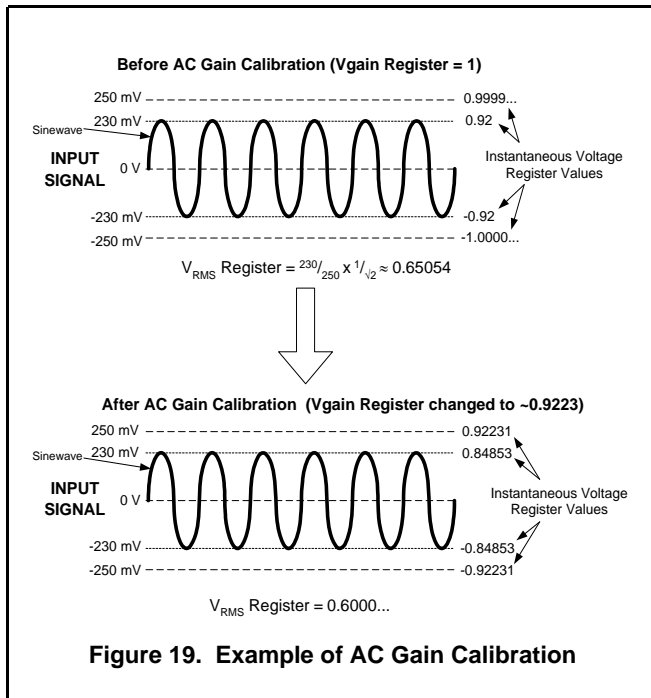 Before AC Gain Calibration (Vgain Register = 1)
250 mV
0.9999...
230 mV
0.92
Sinewave
INPUT
SIGNAL
0 V
Instantaneous Voltage
Register Values
-230 mV
-0.92
-250 mV
-1.0000...
VRMS Register = 230/250 x 1/√2 ≈ 0.65054
After AC Gain Calibration (Vgain Register changed to ~0.9223)
250 mV
0.92231
230 mV
0.84853
Sinewave
INPUT
SIGNAL
0 V
Instantaneous Voltage
Register Values
-230 mV
-0.84853
-250 mV
-0.92231
VRMS Register = 0.6000...
Figure 19. Example of AC Gain Calibration